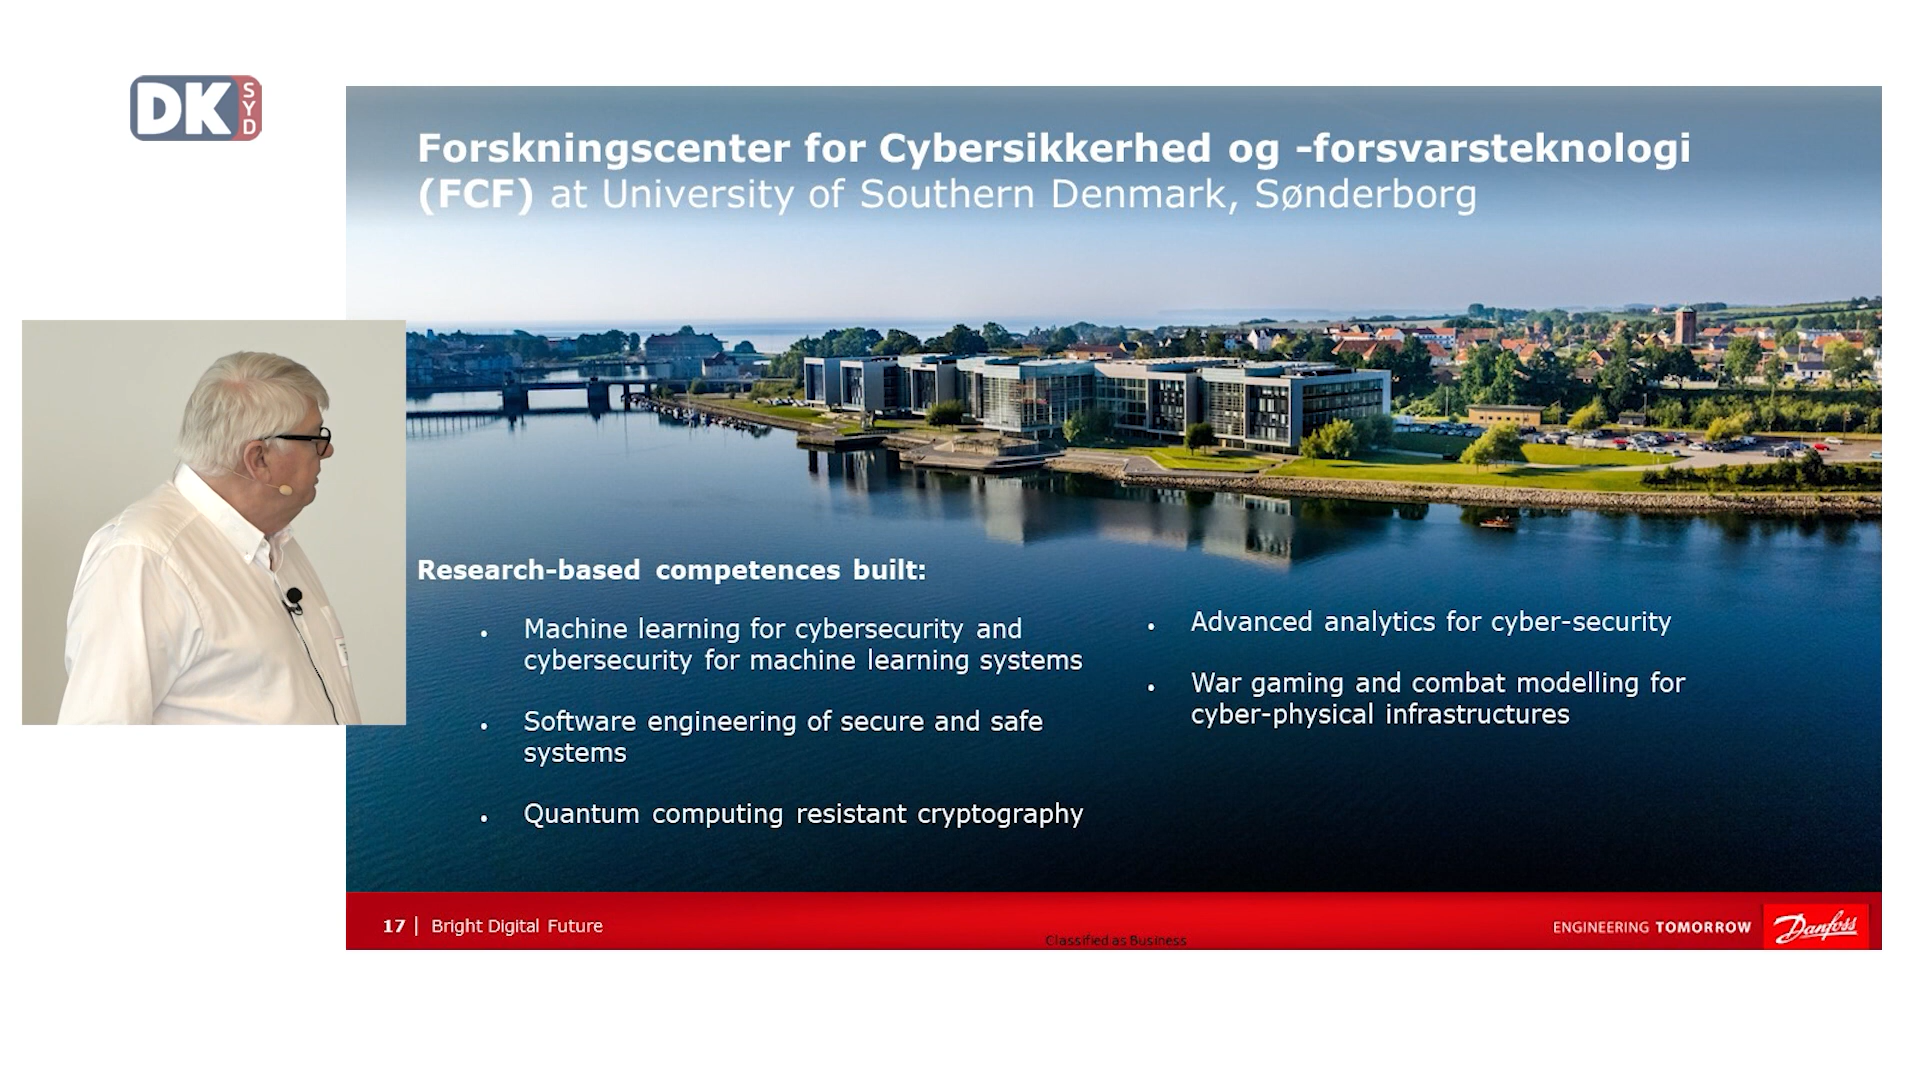 DK
SYD
Forskningscenter for Cybersikkerhed og -forsvarsteknologi
(FCF) at University of Southern Denmark, Sønderborg
Research-based competences built:
• Machine learning for cybersecurity and
cybersecurity for machine learning systems
• Software engineering of secure and safe
systems
• Quantum computing resistant cryptography
• Advanced analytics for cyber-security
• War gaming and combat modelling for
cyber-physical infrastructures
17 | Bright Digital Future
Classified as Business
ENGINEERING TOMORROW
Danfoss